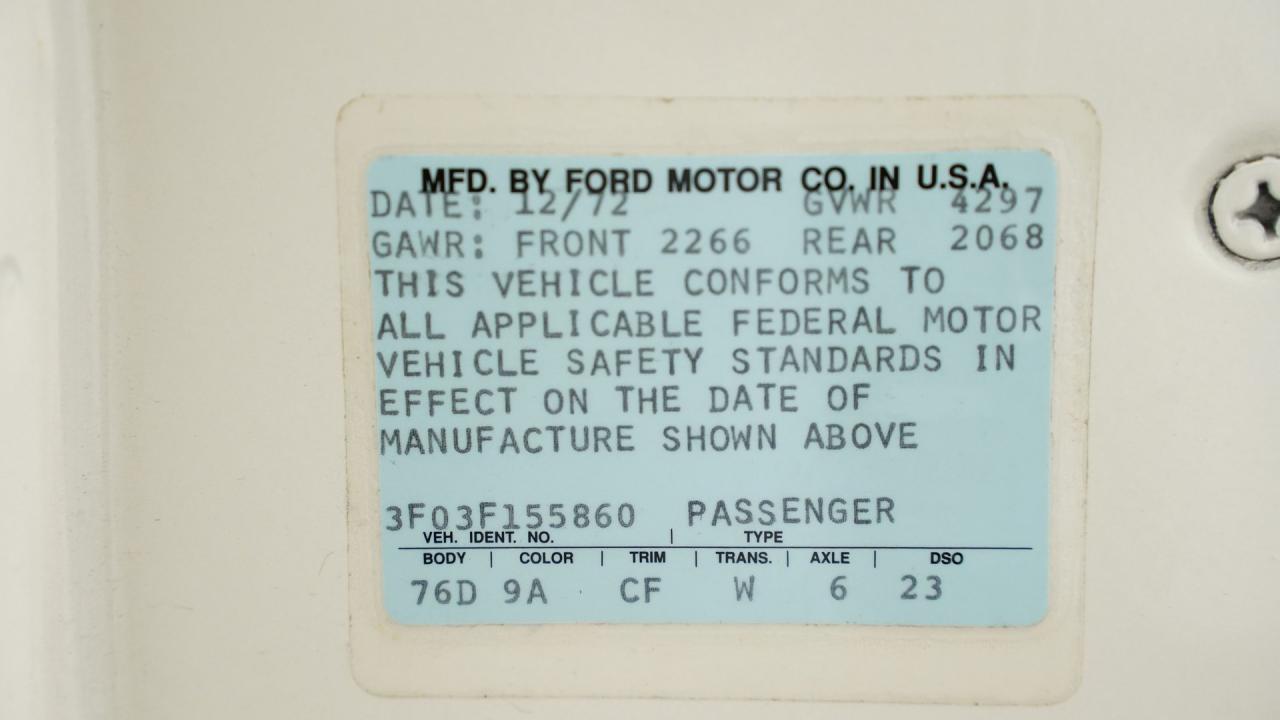 MFD. BY FORD MOTOR CO. IN U.S.A.
DATE: 12/72 GVWR 4297
GAWR: FRONT 2266 REAR 2068
THIS VEHICLE CONFORMS TO
ALL APPLICABLE FEDERAL MOTOR
VEHICLE SAFETY STANDARDS IN
EFFECT ON THE DATE OF
MANUFACTURE SHOWN ABOVE
3F03F155860 PASSENGER
VEH. IDENT. NO. | TYPE
BODY | COLOR | TRIM | TRANS. | AXLE | DSO
76D 9A CF W 6 23